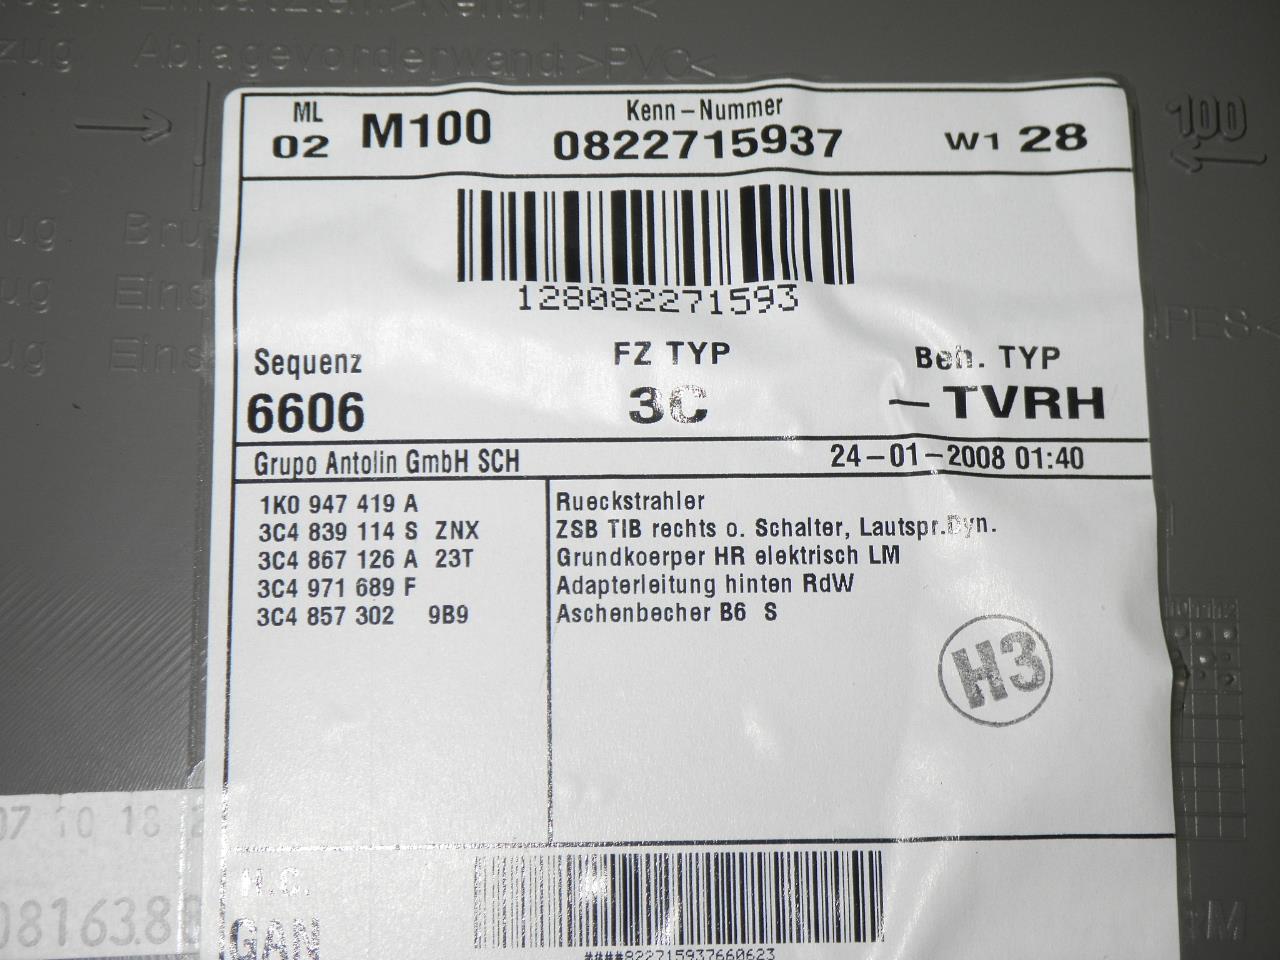 Ablagevorderwand:>PVC<
ML
02 M100
Kenn-Nummer
0822715937
W1 28
100
128082271593
Sequenz
6606
FZ TYP
3C
Beh. TYP
-TVRH
Grupo Antolin GmbH SCH 24-01-2008 01:40
1K0 947 419 A Rueckstrahler
3C4 839 114 S ZNX ZSB TIB rechts o. Schalter, Lautspr.Dyn.
3C4 867 126 A 23T Grundkoerper HR elektrisch LM
3C4 971 689 F Adapterleitung hinten RdW
3C4 857 302 9B9 Aschenbecher B6 S
H3
07 10 18
N.C.
GAN
####822715937660623